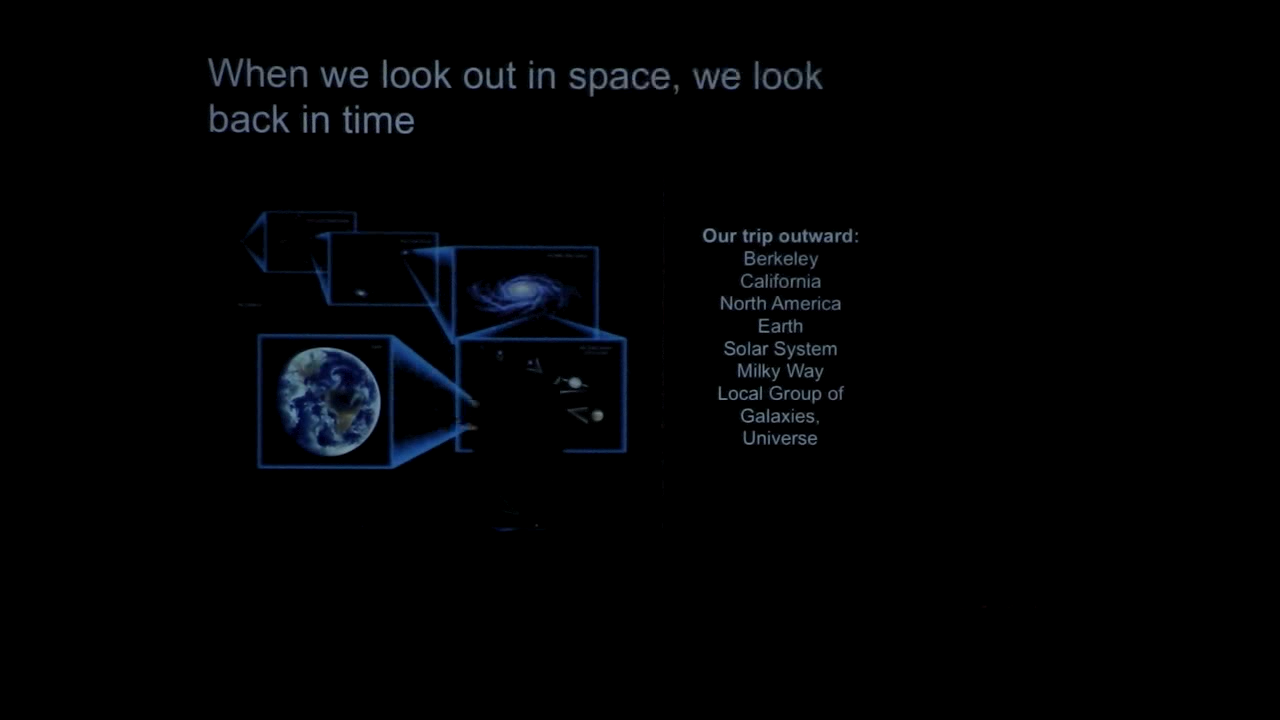 When we look out in space, we look
back in time
Our trip outward:
Berkeley
California
North America
Earth
Solar System
Milky Way
Local Group of
Galaxies,
Universe